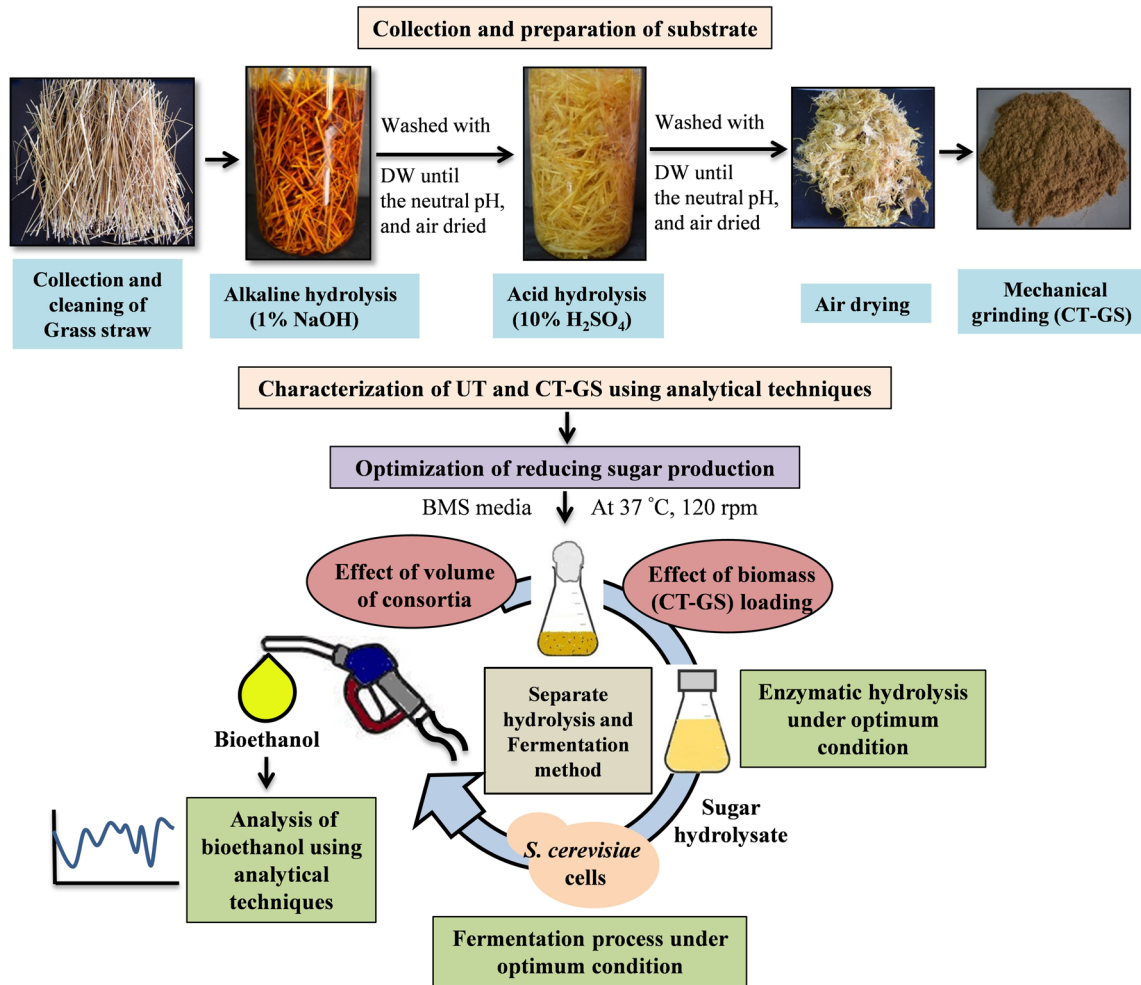 Collection and preparation of substrate
Washed with
DW until
the neutral pH,
and air dried
Washed with
DW until
the neutral pH,
and air dried
Collection and
cleaning of
Grass straw
Alkaline hydrolysis
(1% NaOH)
Acid hydrolysis
(10% H₂SO₄)
Air drying
Mechanical
grinding (CT-GS)
Characterization of UT and CT-GS using analytical techniques
Optimization of reducing sugar production
BMS media
At 37 ˚C, 120 rpm
Effect of volume
of consortia
Effect of biomass
(CT-GS) loading
Separate
hydrolysis and
Fermentation
method
Enzymatic hydrolysis
under optimum
condition
Sugar
hydrolysate
S. cerevisiae
cells
Fermentation process under
optimum condition
Bioethanol
Analysis of
bioethanol using
analytical
techniques